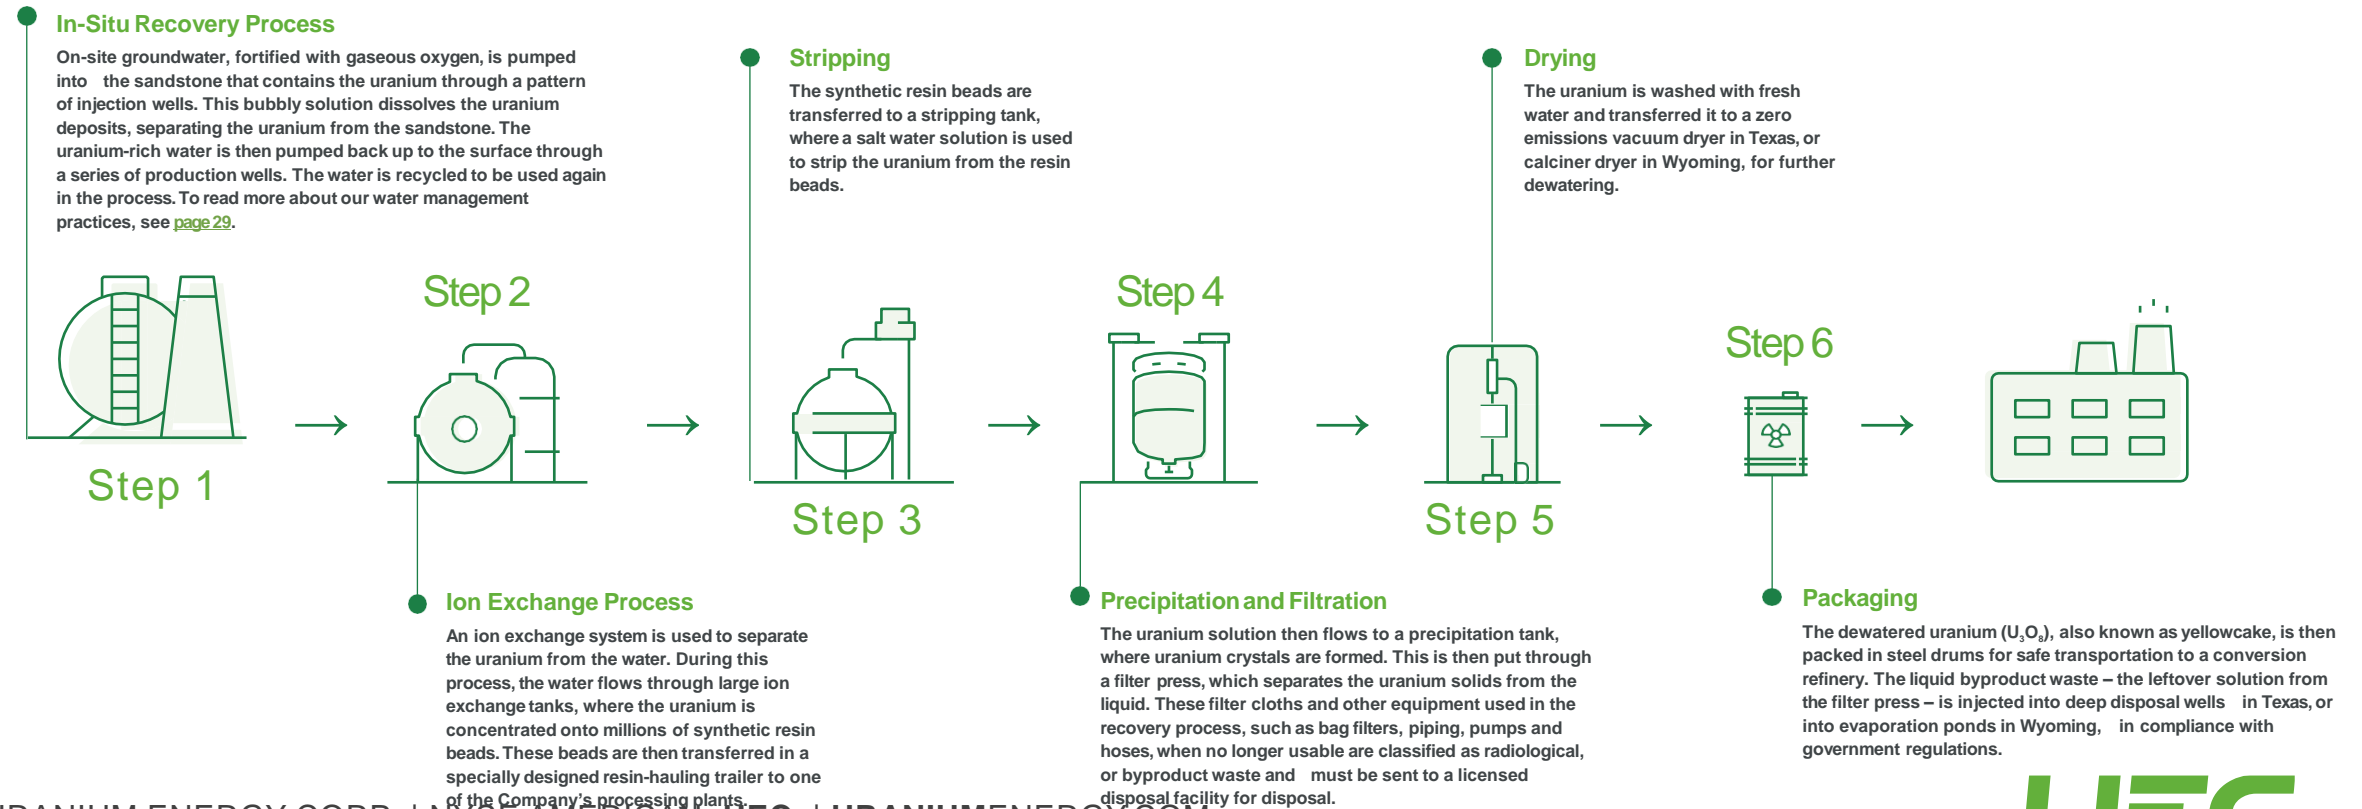 In-Situ Recovery Process
On-site groundwater, fortified with gaseous oxygen, is pumped
into the sandstone that contains the uranium through a pattern
of injection wells. This bubbly solution dissolves the uranium
deposits, separating the uranium from the sandstone. The
uranium-rich water is then pumped back up to the surface through
a series of production wells. The water is recycled to be used again
in the process. To read more about our water management
practices, see page 29.
Stripping
The synthetic resin beads are
transferred to a stripping tank,
where a salt water solution is used
to strip the uranium from the resin
beads.
Drying
The uranium is washed with fresh
water and transferred it to a zero
emissions vacuum dryer in Texas, or
calciner dryer in Wyoming, for further
dewatering.
Step 1
Step 2
Step 3
Step 4
Step 5
Step 6
Ion Exchange Process
An ion exchange system is used to separate
the uranium from the water. During this
process, the water flows through large ion
exchange tanks, where the uranium is
concentrated onto millions of synthetic resin
beads. These beads are then transferred in a
specially designed resin-hauling trailer to one
of the Company's processing plants.
Precipitation and Filtration
The uranium solution then flows to a precipitation tank,
where uranium crystals are formed. This is then put through
a filter press, which separates the uranium solids from the
liquid. These filter cloths and other equipment used in the
recovery process, such as bag filters, piping, pumps and
hoses, when no longer usable are classified as radiological,
or byproduct waste and must be sent to a licensed
disposal facility for disposal.
Packaging
The dewatered uranium (U₃O₈), also known as yellowcake, is then
packed in steel drums for safe transportation to a conversion
refinery. The liquid byproduct waste – the leftover solution from
the filter press – is injected into deep disposal wells in Texas, or
into evaporation ponds in Wyoming, in compliance with
government regulations.
URANIUM ENERGY CORP | NYSE AMERICAN: UEC | URANIUMENERGY.COM
UEC